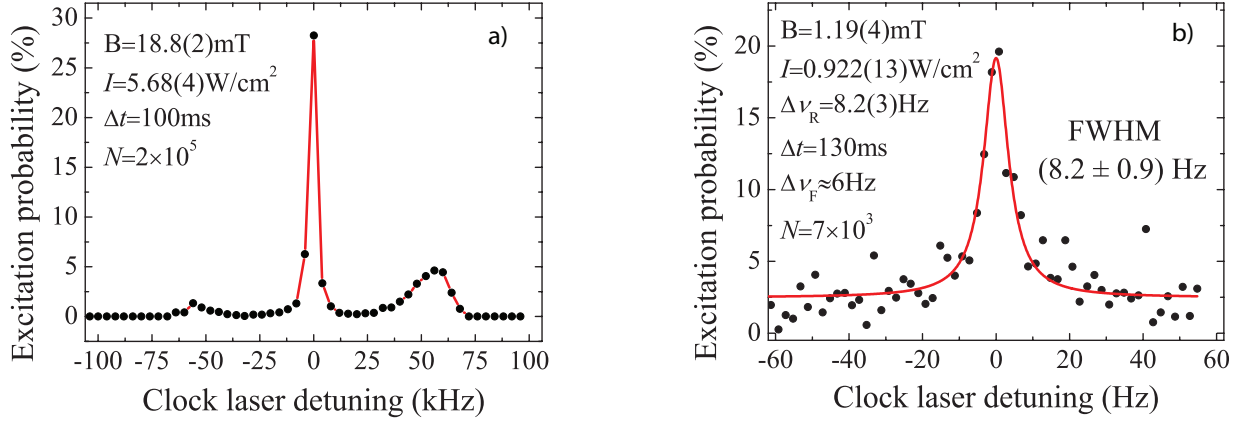 a)
B=18.8(2)mT
I=5.68(4)W/cm²
Δt=100ms
N=2×10⁵
Excitation probability (%)
30
25
20
15
10
5
0
-100 -75 -50 -25 0 25 50 75 100
Clock laser detuning (kHz)
b)
B=1.19(4)mT
I=0.922(13)W/cm²
Δν_R=8.2(3)Hz
Δt=130ms
Δν_F≈6Hz
N=7×10³
FWHM
(8.2 ± 0.9) Hz
Excitation probability (%)
20
15
10
5
0
-60 -40 -20 0 20 40 60
Clock laser detuning (Hz)